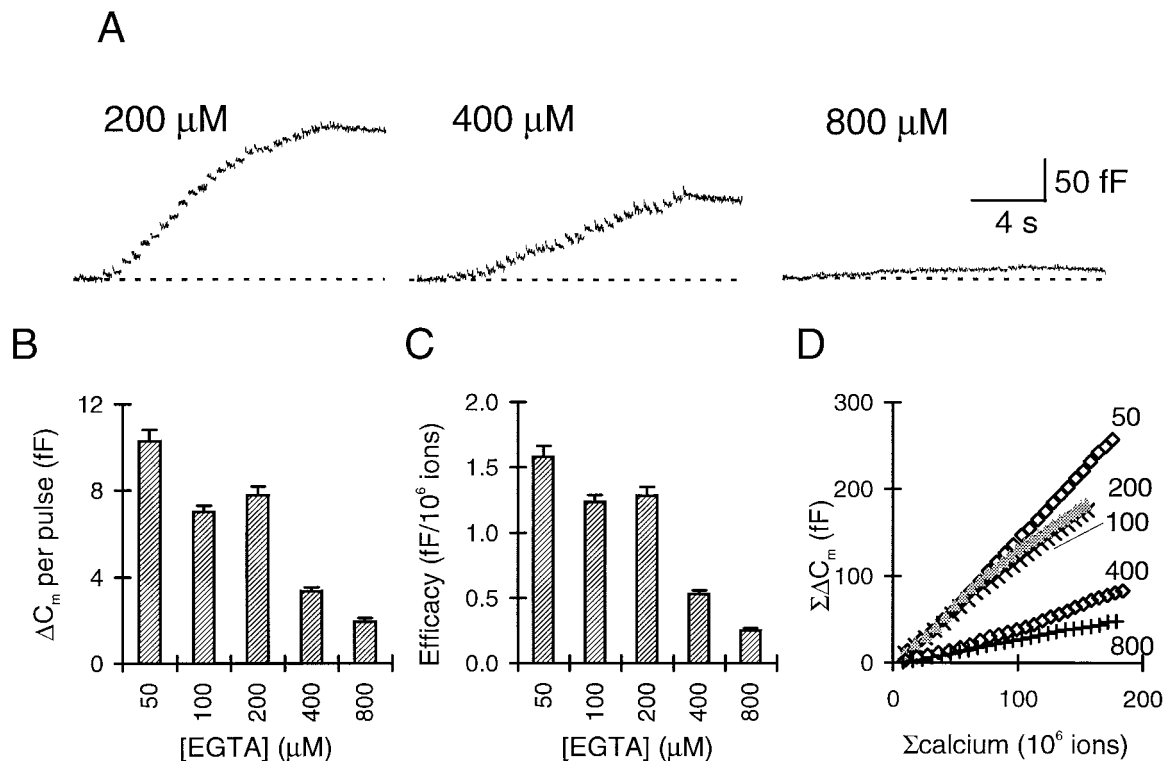 A
200 μM
400 μM
800 μM
50 fF
4 s
B
ΔCm per pulse (fF)
12
8
4
0
50
100
200
400
800
[EGTA] (μM)
C
Efficacy (fF/10⁶ ions)
2.0
1.5
1.0
0.5
0.0
50
100
200
400
800
[EGTA] (μM)
D
ΣΔCm (fF)
300
200
100
0
50
200
100
400
800
0
100
200
Σcalcium (10⁶ ions)